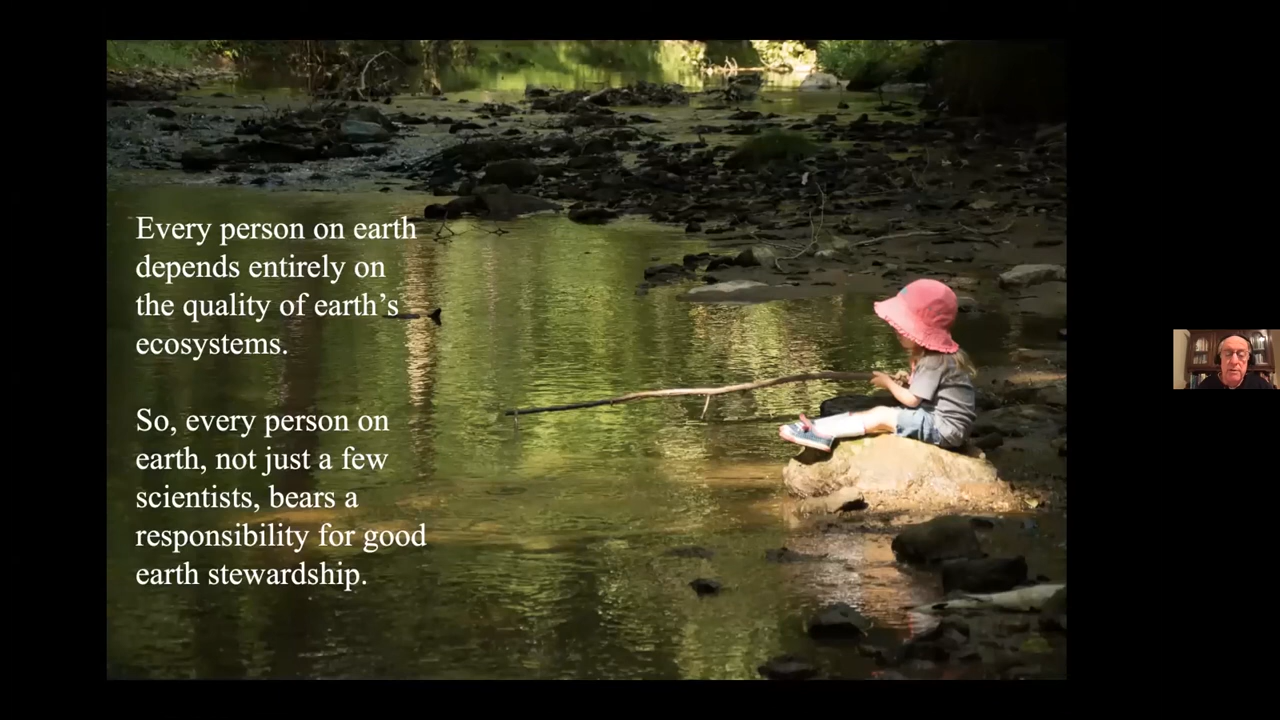 Every person on earth
depends entirely on
the quality of earth’s
ecosystems.
So, every person on
earth, not just a few
scientists, bears a
responsibility for good
earth stewardship.